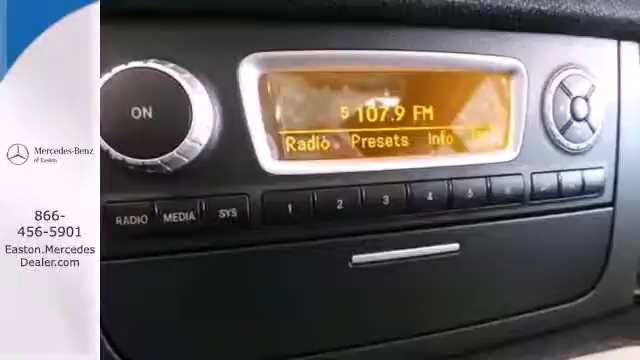 Mercedes-Benz
of Easton
866-
456-5901
Easton.Mercedes
Dealer.com
ON
5 107.9 FM
Radio Presets Info
RADIO MEDIA SYS
1 2 3 4 5 6